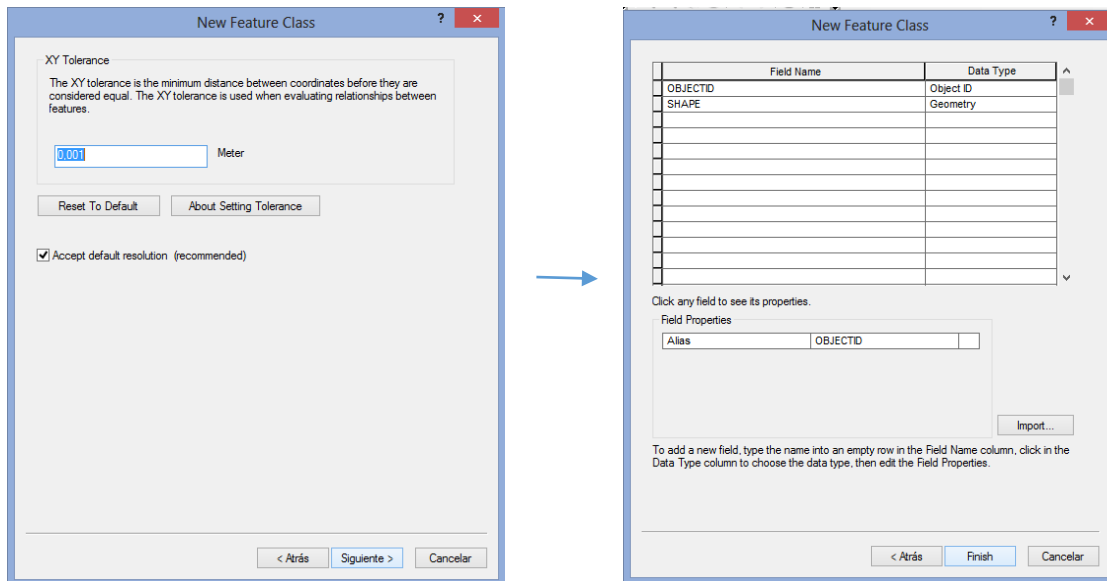 New Feature Class
?
×
XY Tolerance
The XY tolerance is the minimum distance between coordinates before they are
considered equal. The XY tolerance is used when evaluating relationships between
features.
0,001
Meter
Reset To Default
About Setting Tolerance
Accept default resolution (recommended)
< Atrás
Siguiente >
Cancelar
New Feature Class
?
×
Field Name
Data Type
OBJECTID
Object ID
SHAPE
Geometry
Click any field to see its properties.
Field Properties
Alias
OBJECTID
Import...
To add a new field, type the name into an empty row in the Field Name column, click in the
Data Type column to choose the data type, then edit the Field Properties.
< Atrás
Finish
Cancelar